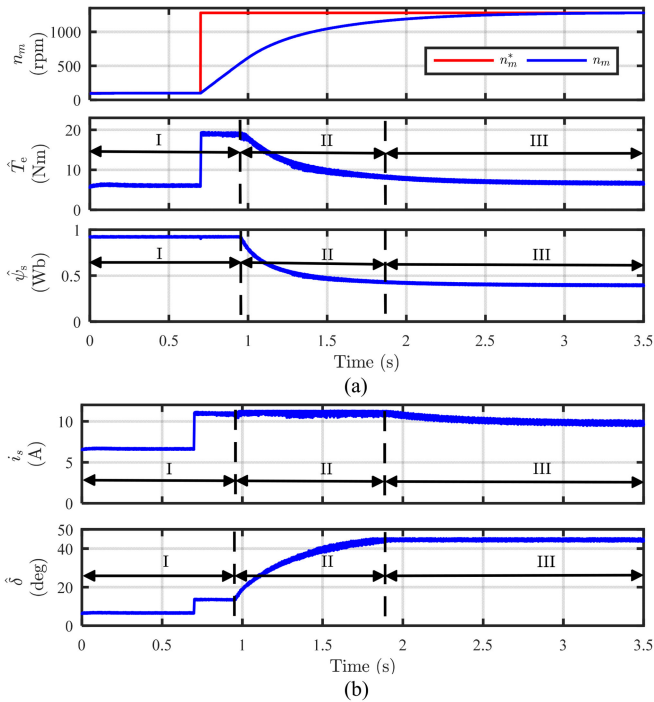 n_m (rpm)
1000
500
0
n_m^* n_m
T̂_e (Nm)
20
10
0
I II III
ψ̂_s (Wb)
1
0.5
0
I II III
0 0.5 1 1.5 2 2.5 3 3.5
Time (s)
(a)
i_s (A)
10
5
0
I II III
δ̂ (deg)
50
40
20
0
I II III
0 0.5 1 1.5 2 2.5 3 3.5
Time (s)
(b)